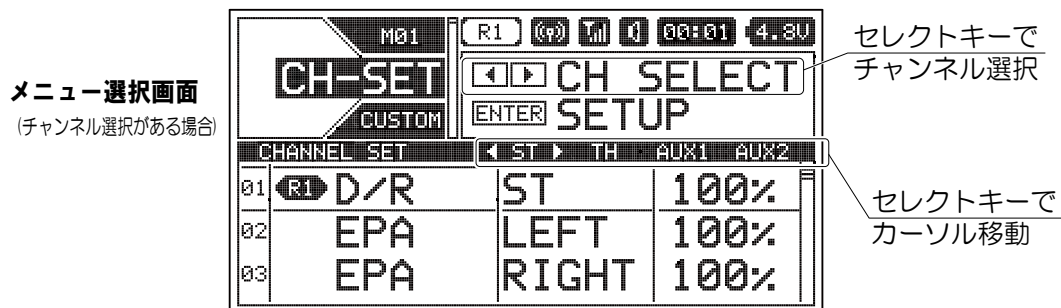 メニュー選択画面
(チャンネル選択がある場合)
M01
CH-SET
CUSTOM
R1 00:01 4.8V
CH SELECT
ENTER SETUP
CHANNEL SET ST TH AUX1 AUX2
01 R1 D/R ST 100%
02 EPA LEFT 100%
03 EPA RIGHT 100%
セレクトキーで
チャンネル選択
セレクトキーで
カーソル移動